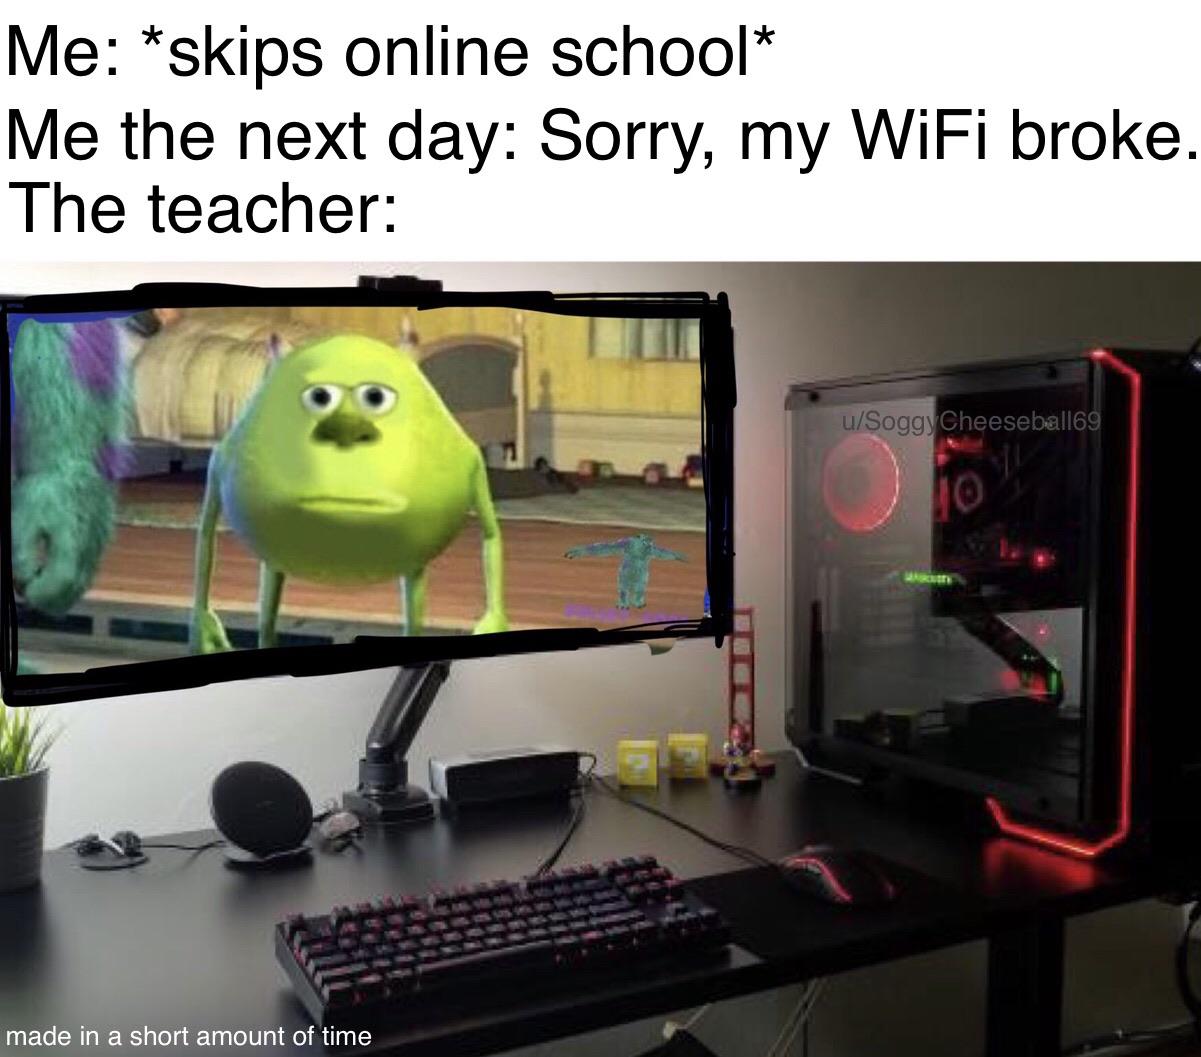 Me: *skips online school*
Me the next day: Sorry, my WiFi broke.
The teacher:
u/SoggyCheeseball69
? ?
made in a short amount of time